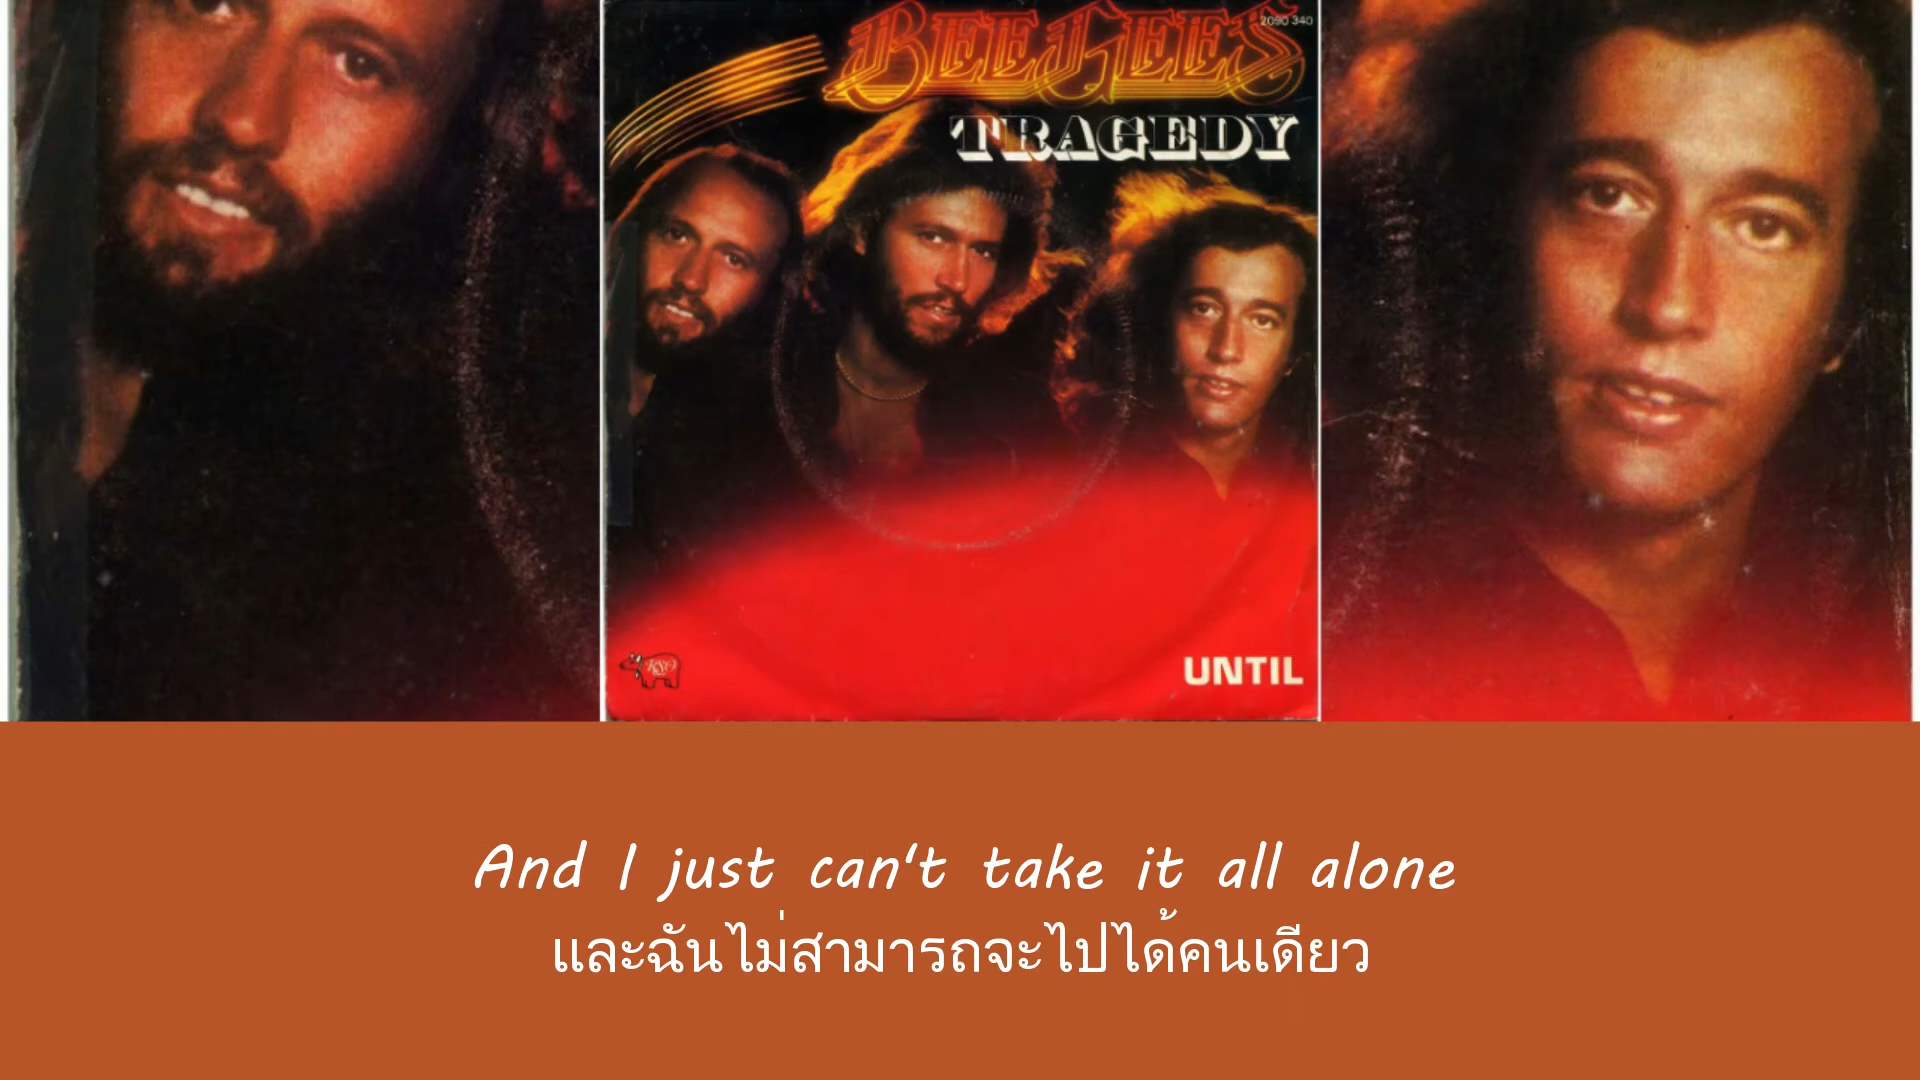 BEE GEES
2090 340
TRAGEDY
RSO
UNTIL
And I just can't take it all alone
และฉันไม่สามารถจะไปได้คนเดียว